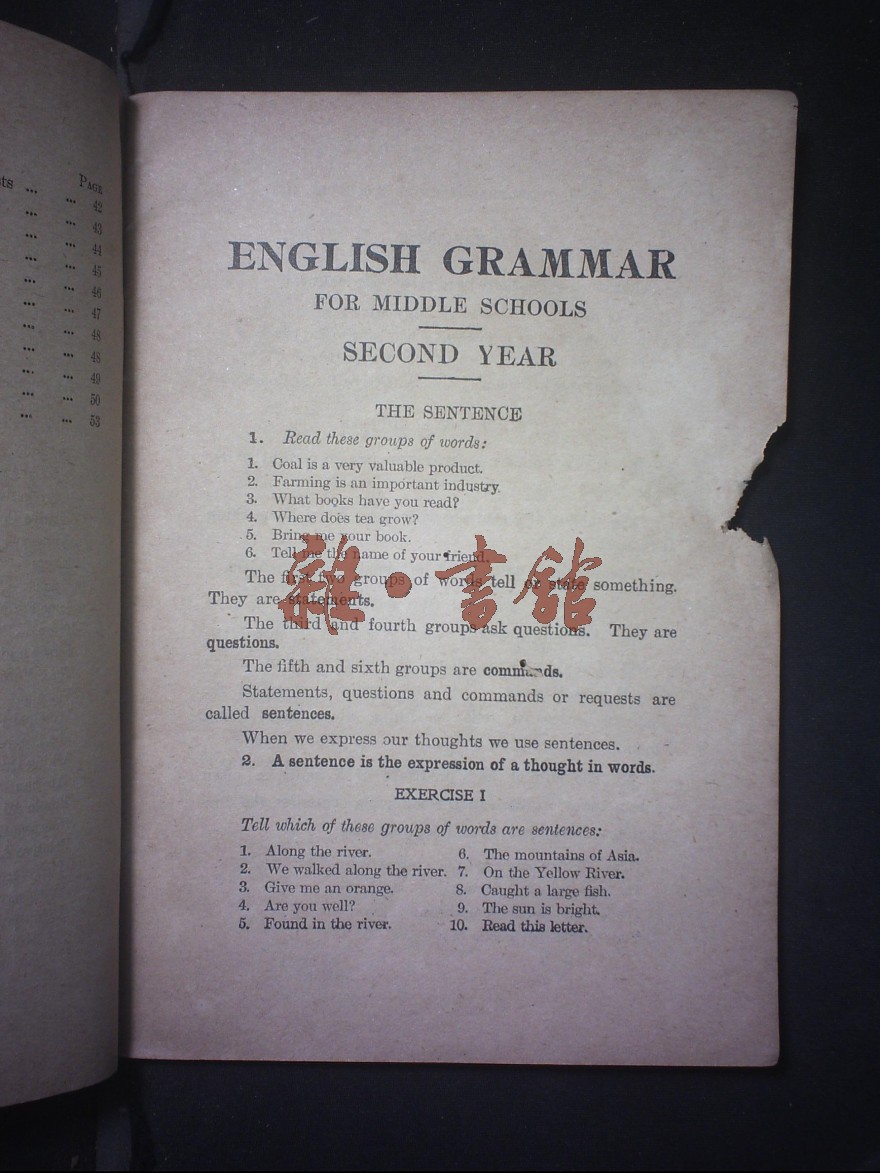 ts ... PAGE
... ... 42
... ... 43
... ... 44
... ... 45
... ... 46
... ... 47
... ... 48
... ... 48
... ... 49
... ... 50
... ... 53
ENGLISH GRAMMAR
FOR MIDDLE SCHOOLS
SECOND YEAR
THE SENTENCE
1. Read these groups of words:
1. Coal is a very valuable product.
2. Farming is an important industry.
3. What books have you read?
4. Where does tea grow?
5. Bring me your book.
6. Tell me the name of your friend.
The first two groups of words tell or state something.
They are statements.
The third and fourth groups ask questions. They are
questions.
The fifth and sixth groups are commands.
Statements, questions and commands or requests are
called sentences.
When we express our thoughts we use sentences.
2. A sentence is the expression of a thought in words.
EXERCISE I
Tell which of these groups of words are sentences:
1. Along the river.
2. We walked along the river.
3. Give me an orange.
4. Are you well?
5. Found in the river.
6. The mountains of Asia.
7. On the Yellow River.
8. Caught a large fish.
9. The sun is bright.
10. Read this letter.
雜·書館